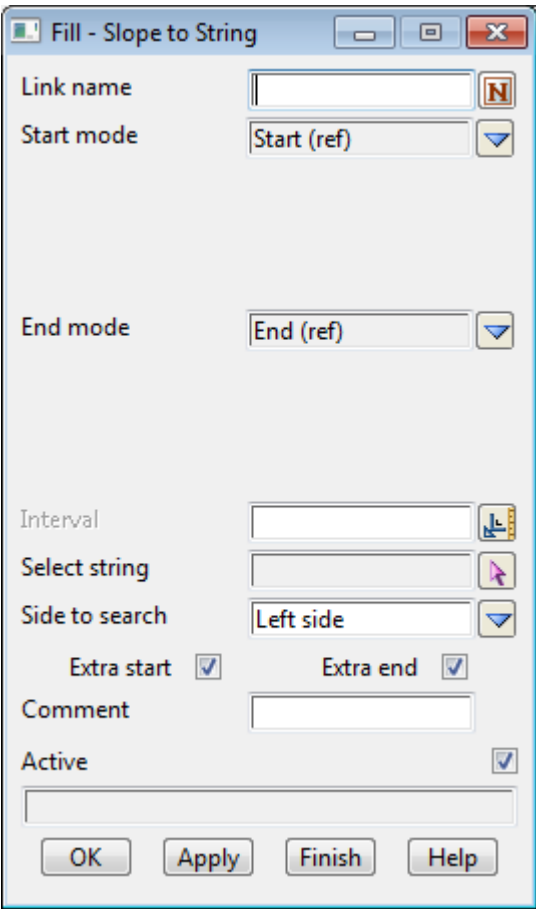 Fill - Slope to String
Link name
N
Start mode Start (ref)
End mode End (ref)
Interval
Select string
Side to search Left side
Extra start Extra end
Comment
Active
OK Apply Finish Help